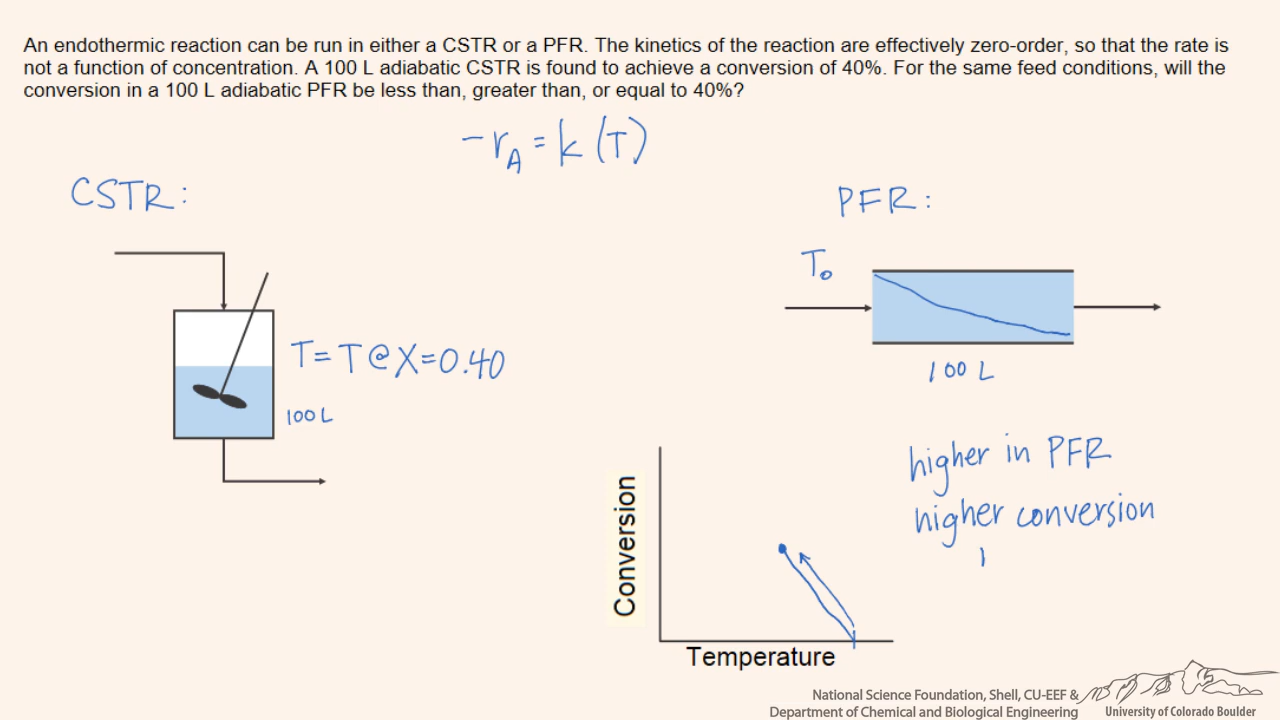 An endothermic reaction can be run in either a CSTR or a PFR. The kinetics of the reaction are effectively zero-order, so that the rate is
not a function of concentration. A 100 L adiabatic CSTR is found to achieve a conversion of 40%. For the same feed conditions, will the
conversion in a 100 L adiabatic PFR be less than, greater than, or equal to 40%?
-rA = k (T)
CSTR:
PFR:
To
T = T @ X = 0.40
100 L
100 L
higher in PFR
higher conversion
Conversion
Temperature
National Science Foundation, Shell, CU-EEF &
Department of Chemical and Biological Engineering
University of Colorado Boulder